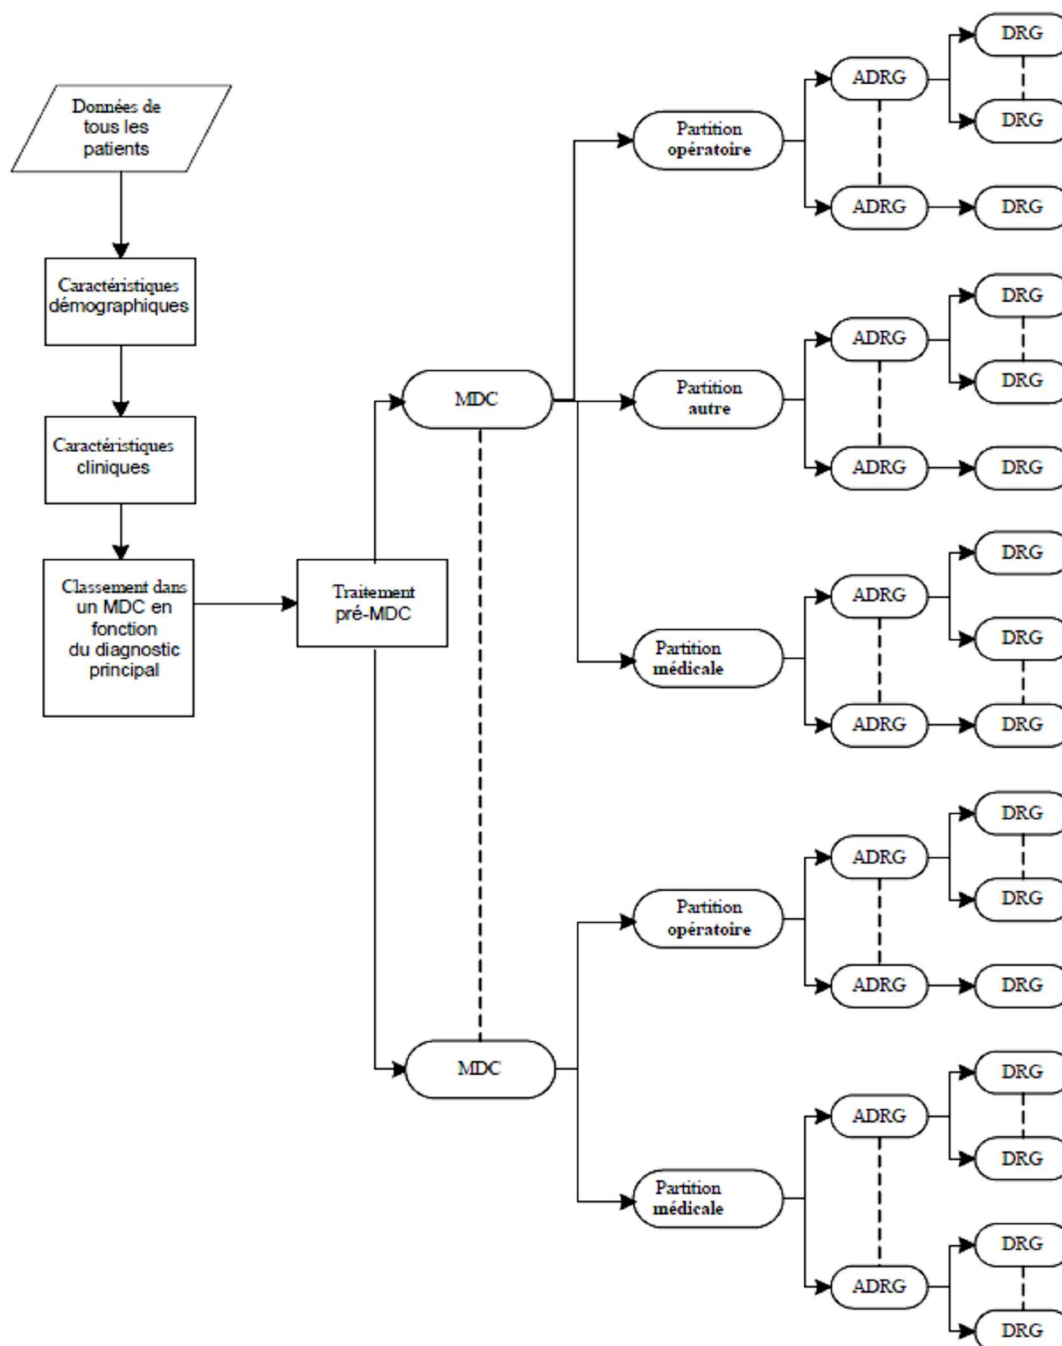 Données de
tous les
patients
Caractéristiques
démographiques
Caractéristiques
cliniques
Classement dans
un MDC en
fonction
du diagnostic
principal
Traitement
pré-MDC
MDC
MDC
Partition
opératoire
ADRG
DRG
DRG
ADRG
DRG
Partition
autre
ADRG
DRG
DRG
ADRG
DRG
Partition
médicale
ADRG
DRG
DRG
ADRG
DRG
Partition
opératoire
ADRG
DRG
DRG
ADRG
DRG
Partition
médicale
ADRG
DRG
DRG
ADRG
DRG
DRG